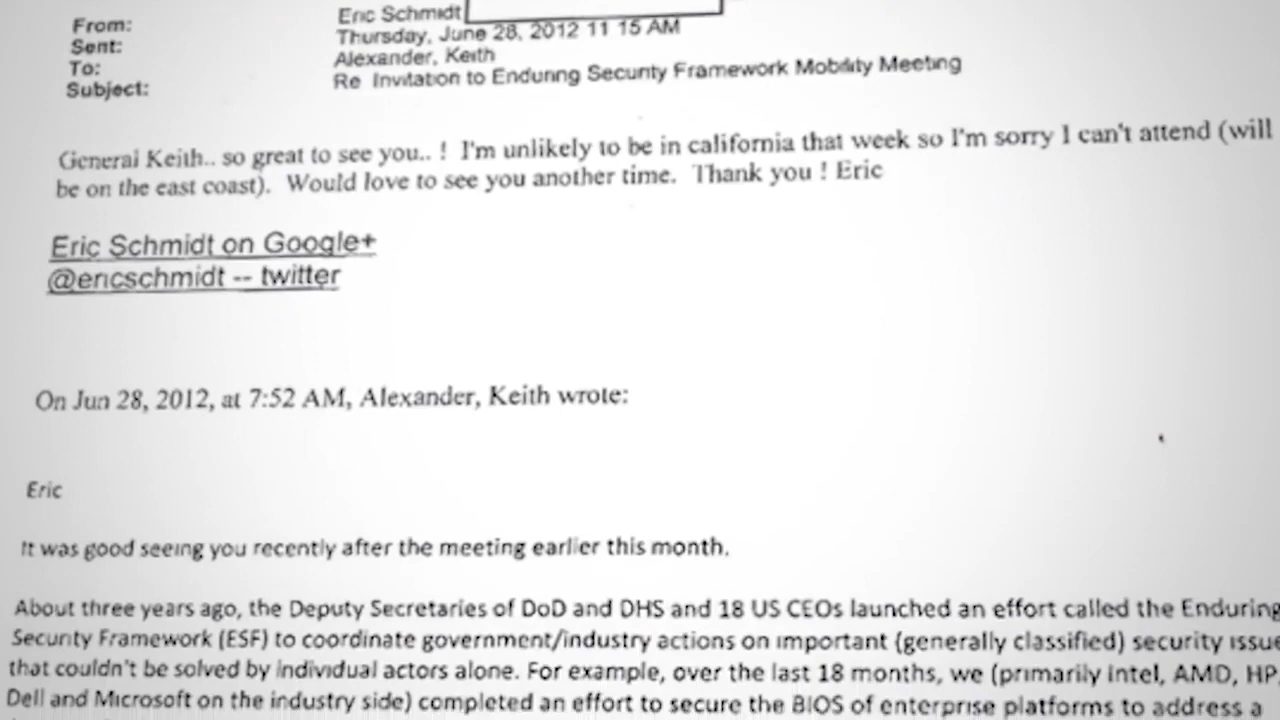 From: Eric Schmidt
Sent: Thursday, June 28, 2012 11 15 AM
To: Alexander, Keith
Subject: Re Invitation to Enduring Security Framework Mobility Meeting
General Keith.. so great to see you.. ! I'm unlikely to be in california that week so I'm sorry I can't attend (will
be on the east coast). Would love to see you another time. Thank you ! Eric
Eric Schmidt on Google+
@ericschmidt -- twitter
On Jun 28, 2012, at 7:52 AM, Alexander, Keith wrote:
Eric
It was good seeing you recently after the meeting earlier this month.
About three years ago, the Deputy Secretaries of DoD and DHS and 18 US CEOs launched an effort called the Enduring
Security Framework (ESF) to coordinate government/industry actions on important (generally classified) security issue
that couldn't be solved by individual actors alone. For example, over the last 18 months, we (primarily Intel, AMD, HP,
Dell and Microsoft on the industry side) completed an effort to secure the BIOS of enterprise platforms to address a